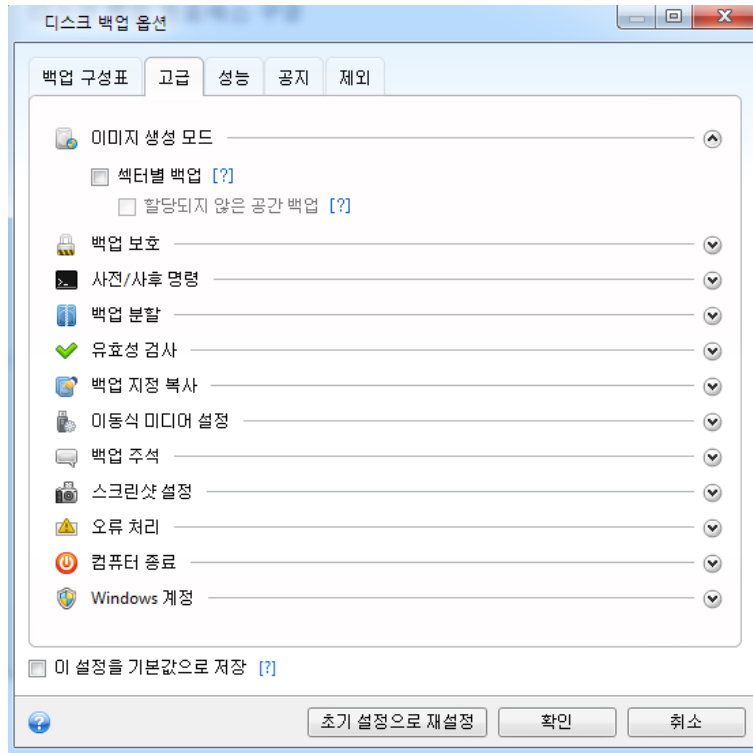 디스크 백업 옵션
백업 구성표 고급 성능 공지 제외
이미지 생성 모드
섹터별 백업 [?]
할당되지 않은 공간 백업 [?]
백업 보호
사전/사후 명령
백업 분할
유효성 검사
백업 지정 복사
이동식 미디어 설정
백업 주석
스크린샷 설정
오류 처리
컴퓨터 종료
Windows 계정
이 설정을 기본값으로 저장 [?]
초기 설정으로 재설정 확인 취소